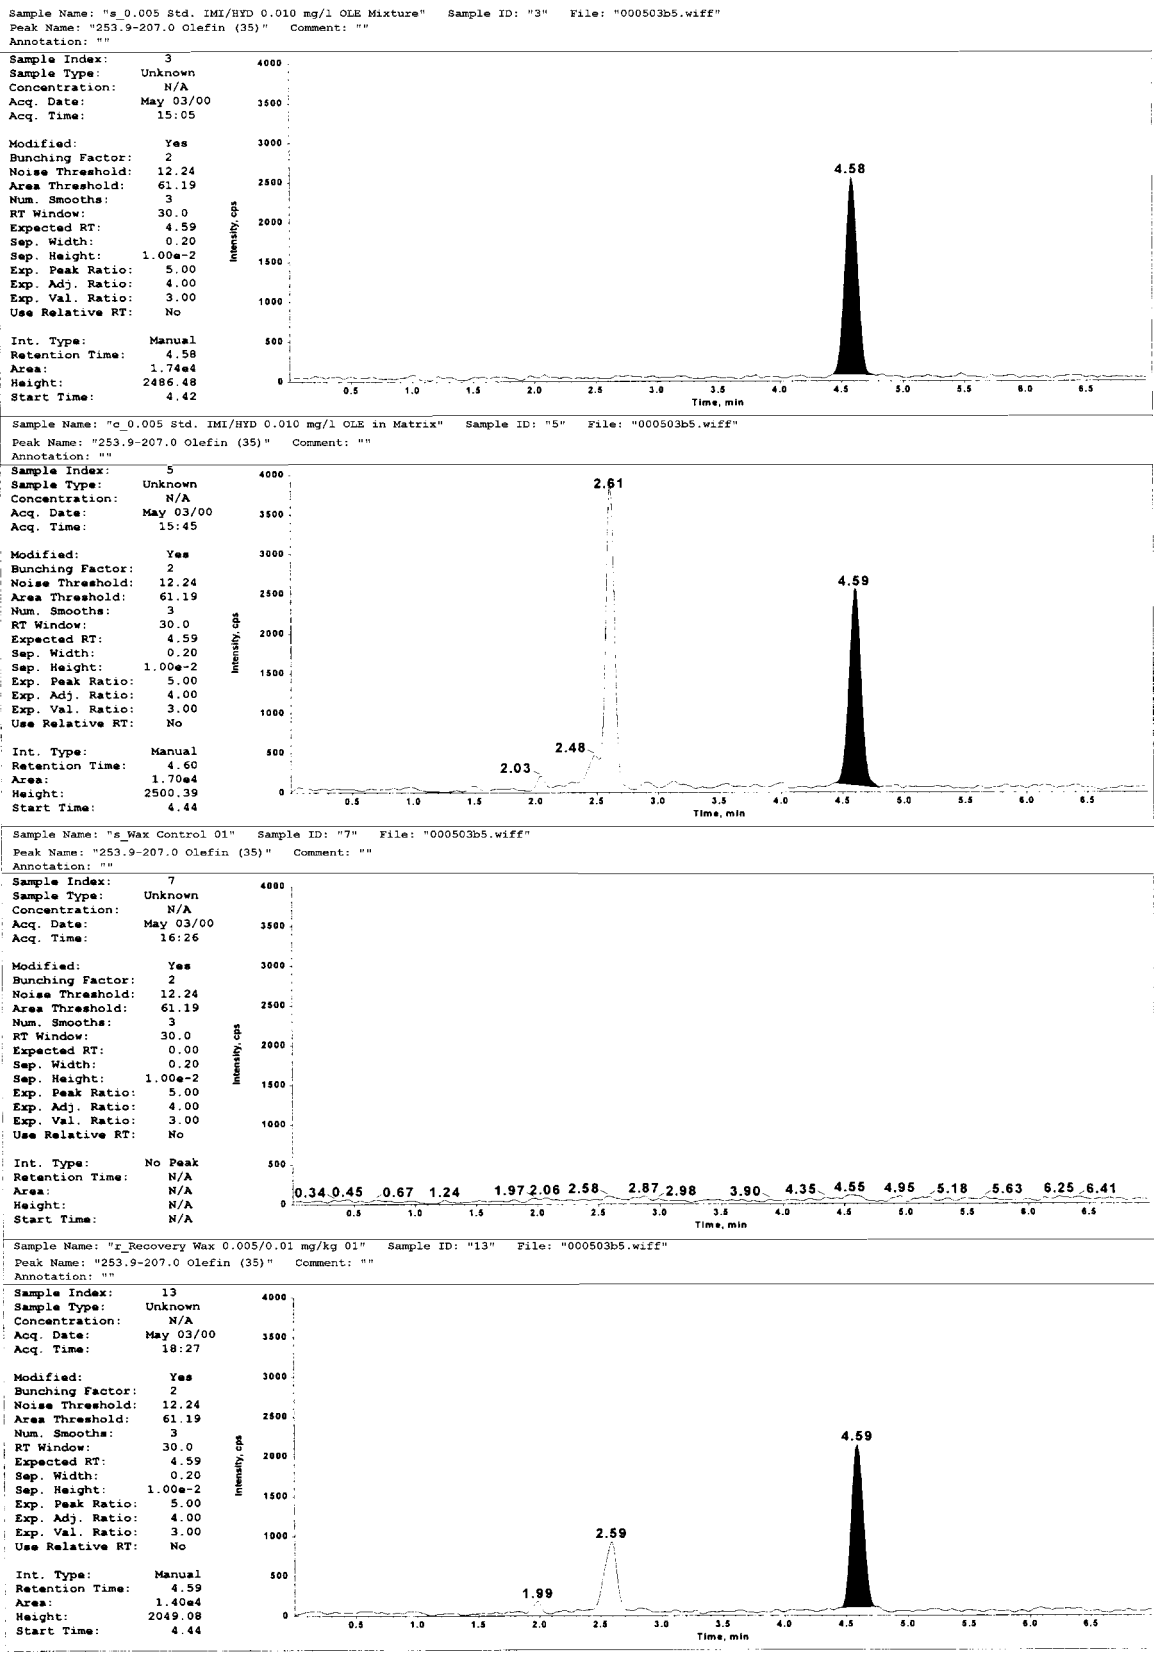 Sample Name: "s_0.005 Std. IMI/HYD 0.010 mg/l OLE Mixture" Sample ID: "3" File: "000503b5.wiff"
Peak Name: "253.9-207.0 Olefin (35)" Comment: ""
Annotation: ""
Sample Index: 3
Sample Type: Unknown
Concentration: N/A
Acq. Date: May 03/00
Acq. Time: 15:05
Modified: Yes
Bunching Factor: 2
Noise Threshold: 12.24
Area Threshold: 61.19
Num. Smooths: 3
RT Window: 30.0
Expected RT: 4.59
Sep. Width: 0.20
Sep. Height: 1.00e-2
Exp. Peak Ratio: 5.00
Exp. Adj. Ratio: 4.00
Exp. Val. Ratio: 3.00
Use Relative RT: No
Int. Type: Manual
Retention Time: 4.58
Area: 1.74e4
Height: 2486.48
Start Time: 4.42
Intensity, cps
4000
3500
3000
2500
2000
1500
1000
500
0
4.58
0.5 1.0 1.5 2.0 2.5 3.0 3.5 4.0 4.5 5.0 5.5 6.0 6.5
Time, min
Sample Name: "c_0.005 Std. IMI/HYD 0.010 mg/l OLE in Matrix" Sample ID: "5" File: "000503b5.wiff"
Peak Name: "253.9-207.0 Olefin (35)" Comment: ""
Annotation: ""
Sample Index: 5
Sample Type: Unknown
Concentration: N/A
Acq. Date: May 03/00
Acq. Time: 15:45
Modified: Yes
Bunching Factor: 2
Noise Threshold: 12.24
Area Threshold: 61.19
Num. Smooths: 3
RT Window: 30.0
Expected RT: 4.59
Sep. Width: 0.20
Sep. Height: 1.00e-2
Exp. Peak Ratio: 5.00
Exp. Adj. Ratio: 4.00
Exp. Val. Ratio: 3.00
Use Relative RT: No
Int. Type: Manual
Retention Time: 4.60
Area: 1.70e4
Height: 2500.39
Start Time: 4.44
Intensity, cps
4000
3500
3000
2500
2000
1500
1000
500
0
2.61
4.59
2.48
2.03
0.5 1.0 1.5 2.0 2.5 3.0 3.5 4.0 4.5 5.0 5.5 6.0 6.5
Time, min
Sample Name: "s_Wax Control 01" Sample ID: "7" File: "000503b5.wiff"
Peak Name: "253.9-207.0 Olefin (35)" Comment: ""
Annotation: ""
Sample Index: 7
Sample Type: Unknown
Concentration: N/A
Acq. Date: May 03/00
Acq. Time: 16:26
Modified: Yes
Bunching Factor: 2
Noise Threshold: 12.24
Area Threshold: 61.19
Num. Smooths: 3
RT Window: 30.0
Expected RT: 0.00
Sep. Width: 0.20
Sep. Height: 1.00e-2
Exp. Peak Ratio: 5.00
Exp. Adj. Ratio: 4.00
Exp. Val. Ratio: 3.00
Use Relative RT: No
Int. Type: No Peak
Retention Time: N/A
Area: N/A
Height: N/A
Start Time: N/A
Intensity, cps
4000
3500
3000
2500
2000
1500
1000
500
0
0.34 0.45 0.67 1.24 1.97 2.06 2.58 2.87 2.98 3.90 4.35 4.55 4.95 5.18 5.63 6.25 6.41
0.5 1.0 1.5 2.0 2.5 3.0 3.5 4.0 4.5 5.0 5.5 6.0 6.5
Time, min
Sample Name: "r_Recovery Wax 0.005/0.01 mg/kg 01" Sample ID: "13" File: "000503b5.wiff"
Peak Name: "253.9-207.0 Olefin (35)" Comment: ""
Annotation: ""
Sample Index: 13
Sample Type: Unknown
Concentration: N/A
Acq. Date: May 03/00
Acq. Time: 18:27
Modified: Yes
Bunching Factor: 2
Noise Threshold: 12.24
Area Threshold: 61.19
Num. Smooths: 3
RT Window: 30.0
Expected RT: 4.59
Sep. Width: 0.20
Sep. Height: 1.00e-2
Exp. Peak Ratio: 5.00
Exp. Adj. Ratio: 4.00
Exp. Val. Ratio: 3.00
Use Relative RT: No
Int. Type: Manual
Retention Time: 4.59
Area: 1.40e4
Height: 2049.08
Start Time: 4.44
Intensity, cps
4000
3500
3000
2500
2000
1500
1000
500
0
4.59
2.59
1.99
0.5 1.0 1.5 2.0 2.5 3.0 3.5 4.0 4.5 5.0 5.5 6.0 6.5
Time, min